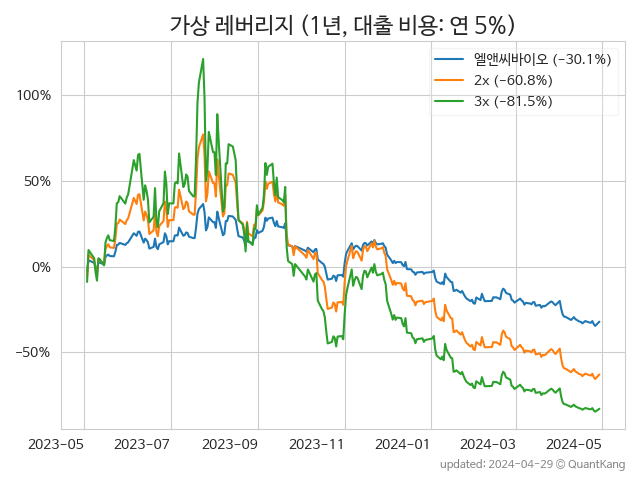 가상 레버리지 (1년, 대출 비용: 연 5%)
엘앤씨바이오 (−30.1%)
2x (−60.8%)
3x (−81.5%)
100%
50%
0%
−50%
2023-05 2023-07 2023-09 2023-11 2024-01 2024-03 2024-05
updated: 2024-04-29 © QuantKang